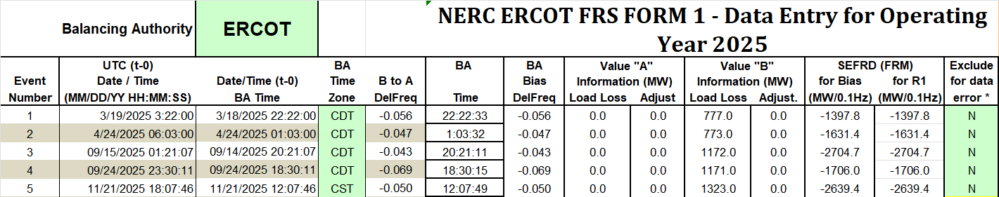 Balancing Authority ERCOT NERC ERCOT FRS FORM 1 - Data Entry for Operating
Year 2025
UTC (t-0) BA BA BA Value "A" Value "B" SEFRD (FRM) Exclude
Event Date / Time Date/Time (t-0) Time B to A Bias Information (MW) Information (MW) for Bias for R1 for data
Number (MM/DD/YY HH:MM:SS) BA Time Zone DelFreq Time DelFreq Load Loss Adjust Load Loss Adjust. (MW/0.1Hz) (MW/0.1Hz) error *
1 3/19/2025 3:22:00 3/18/2025 22:22:00 CDT -0.056 22:22:33 -0.056 0.0 0.0 777.0 0.0 -1397.8 -1397.8 N
2 4/24/2025 06:03:00 4/24/2025 01:03:00 CDT -0.047 1:03:32 -0.047 0.0 0.0 773.0 0.0 -1631.4 -1631.4 N
3 09/15/2025 01:21:07 09/14/2025 20:21:07 CDT -0.043 20:21:11 -0.043 0.0 0.0 1172.0 0.0 -2704.7 -2704.7 N
4 09/24/2025 23:30:11 09/24/2025 18:30:11 CDT -0.069 18:30:15 -0.069 0.0 0.0 1171.0 0.0 -1706.0 -1706.0 N
5 11/21/2025 18:07:46 11/21/2025 12:07:46 CST -0.050 12:07:49 -0.050 0.0 0.0 1323.0 0.0 -2639.4 -2639.4 N